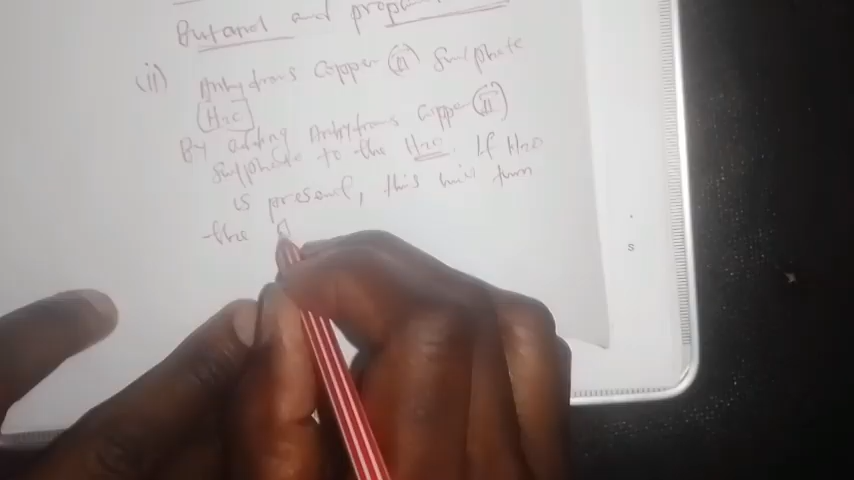 Butanol and propan
(ii) Anhydrous Copper (II) Sulphate
[H2O]
By adding Anhydrous Copper (II)
Sulphate to the H2O. If H2O
is present, this will turn
the
s